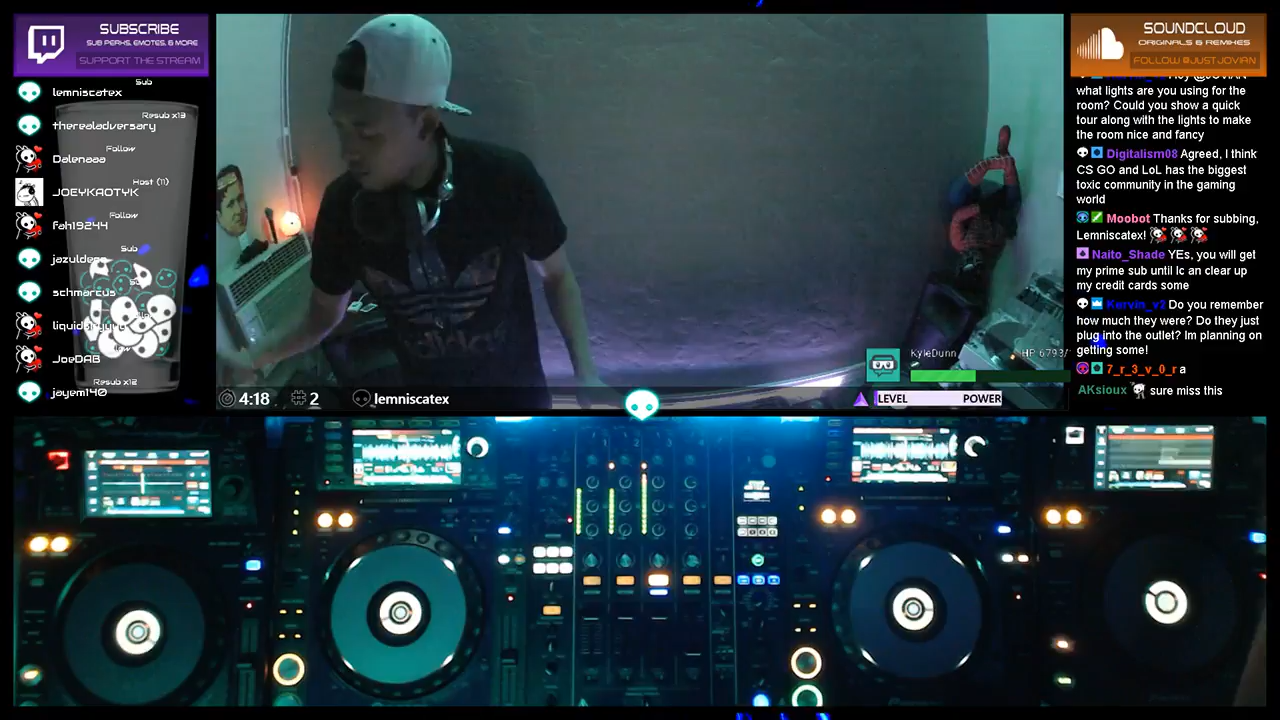 SUBSCRIBE
SUB PERKS, EMOTES, & MORE
SUPPORT THE STREAM
Sub
lemniscatex
Resub x13
therealadversary
Follow
Dalenaaa
Host (11)
JOEYKAOTYK
Follow
fah19244
Sub
jazuldess
schmarcus
JoeDAB
Resub x12
jayem140
4:18
2
lemniscatex
KyleDunn
HP 6793/
LEVEL
POWER
SOUNDCLOUD
ORIGINALS & REMIXES
FOLLOW @JUSTJOVIAN
what lights are you using for the
room? Could you show a quick
tour along with the lights to make
the room nice and fancy
Digitalism08 Agreed, I think
CS GO and LoL has the biggest
toxic community in the gaming
world
Moobot Thanks for subbing,
Lemniscatex!
Naito_Shade YES, you will get
my prime sub until Ic an clear up
my credit cards some
Kervin_v2 Do you remember
how much they were? Do they just
plug into the outlet? Im planning on
getting some!
7_r_3_v_0_r a
AKsioux sure miss this